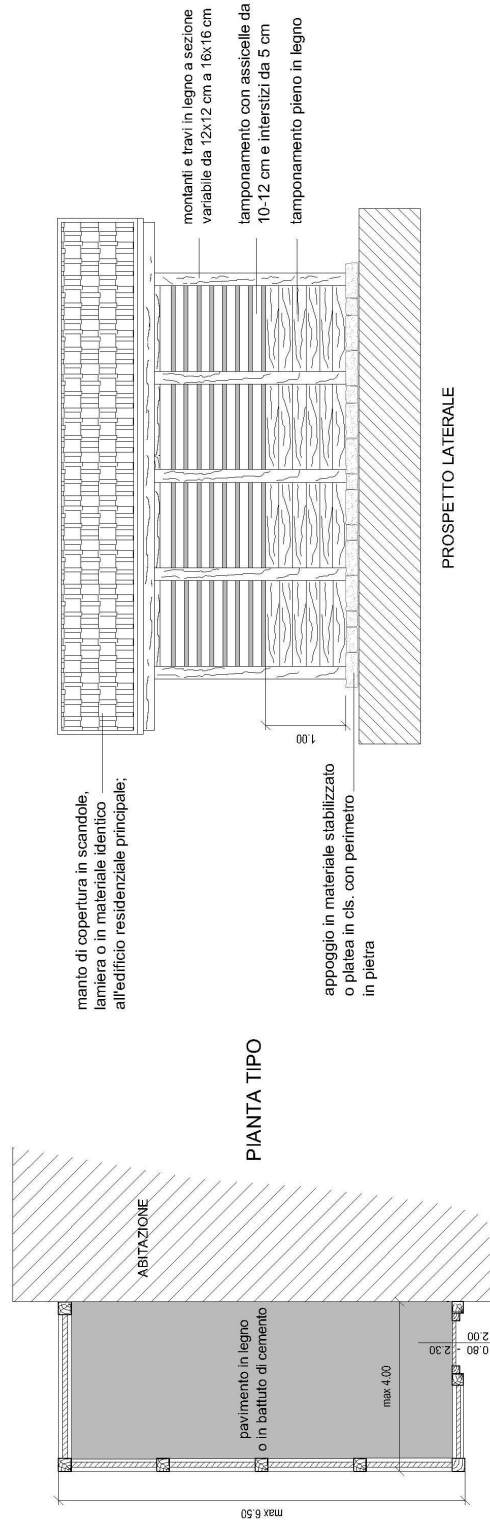 manto di copertura in scandole,
lamiera o in materiale identico
all'edificio residenziale principale;
montanti e travi in legno a sezione
variabile da 12x12 cm a 16x16 cm
tamponamento con assicelle da
10-12 cm e interstizi da 5 cm
tamponamento pieno in legno
1.00
appoggio in materiale stabilizzato
o platea in cls. con perimetro
in pietra
PROSPETTO LATERALE
PIANTA TIPO
ABITAZIONE
pavimento in legno
o in battuto di cemento
max 4.00
max 6.50
0.80 - 2.30
2.00